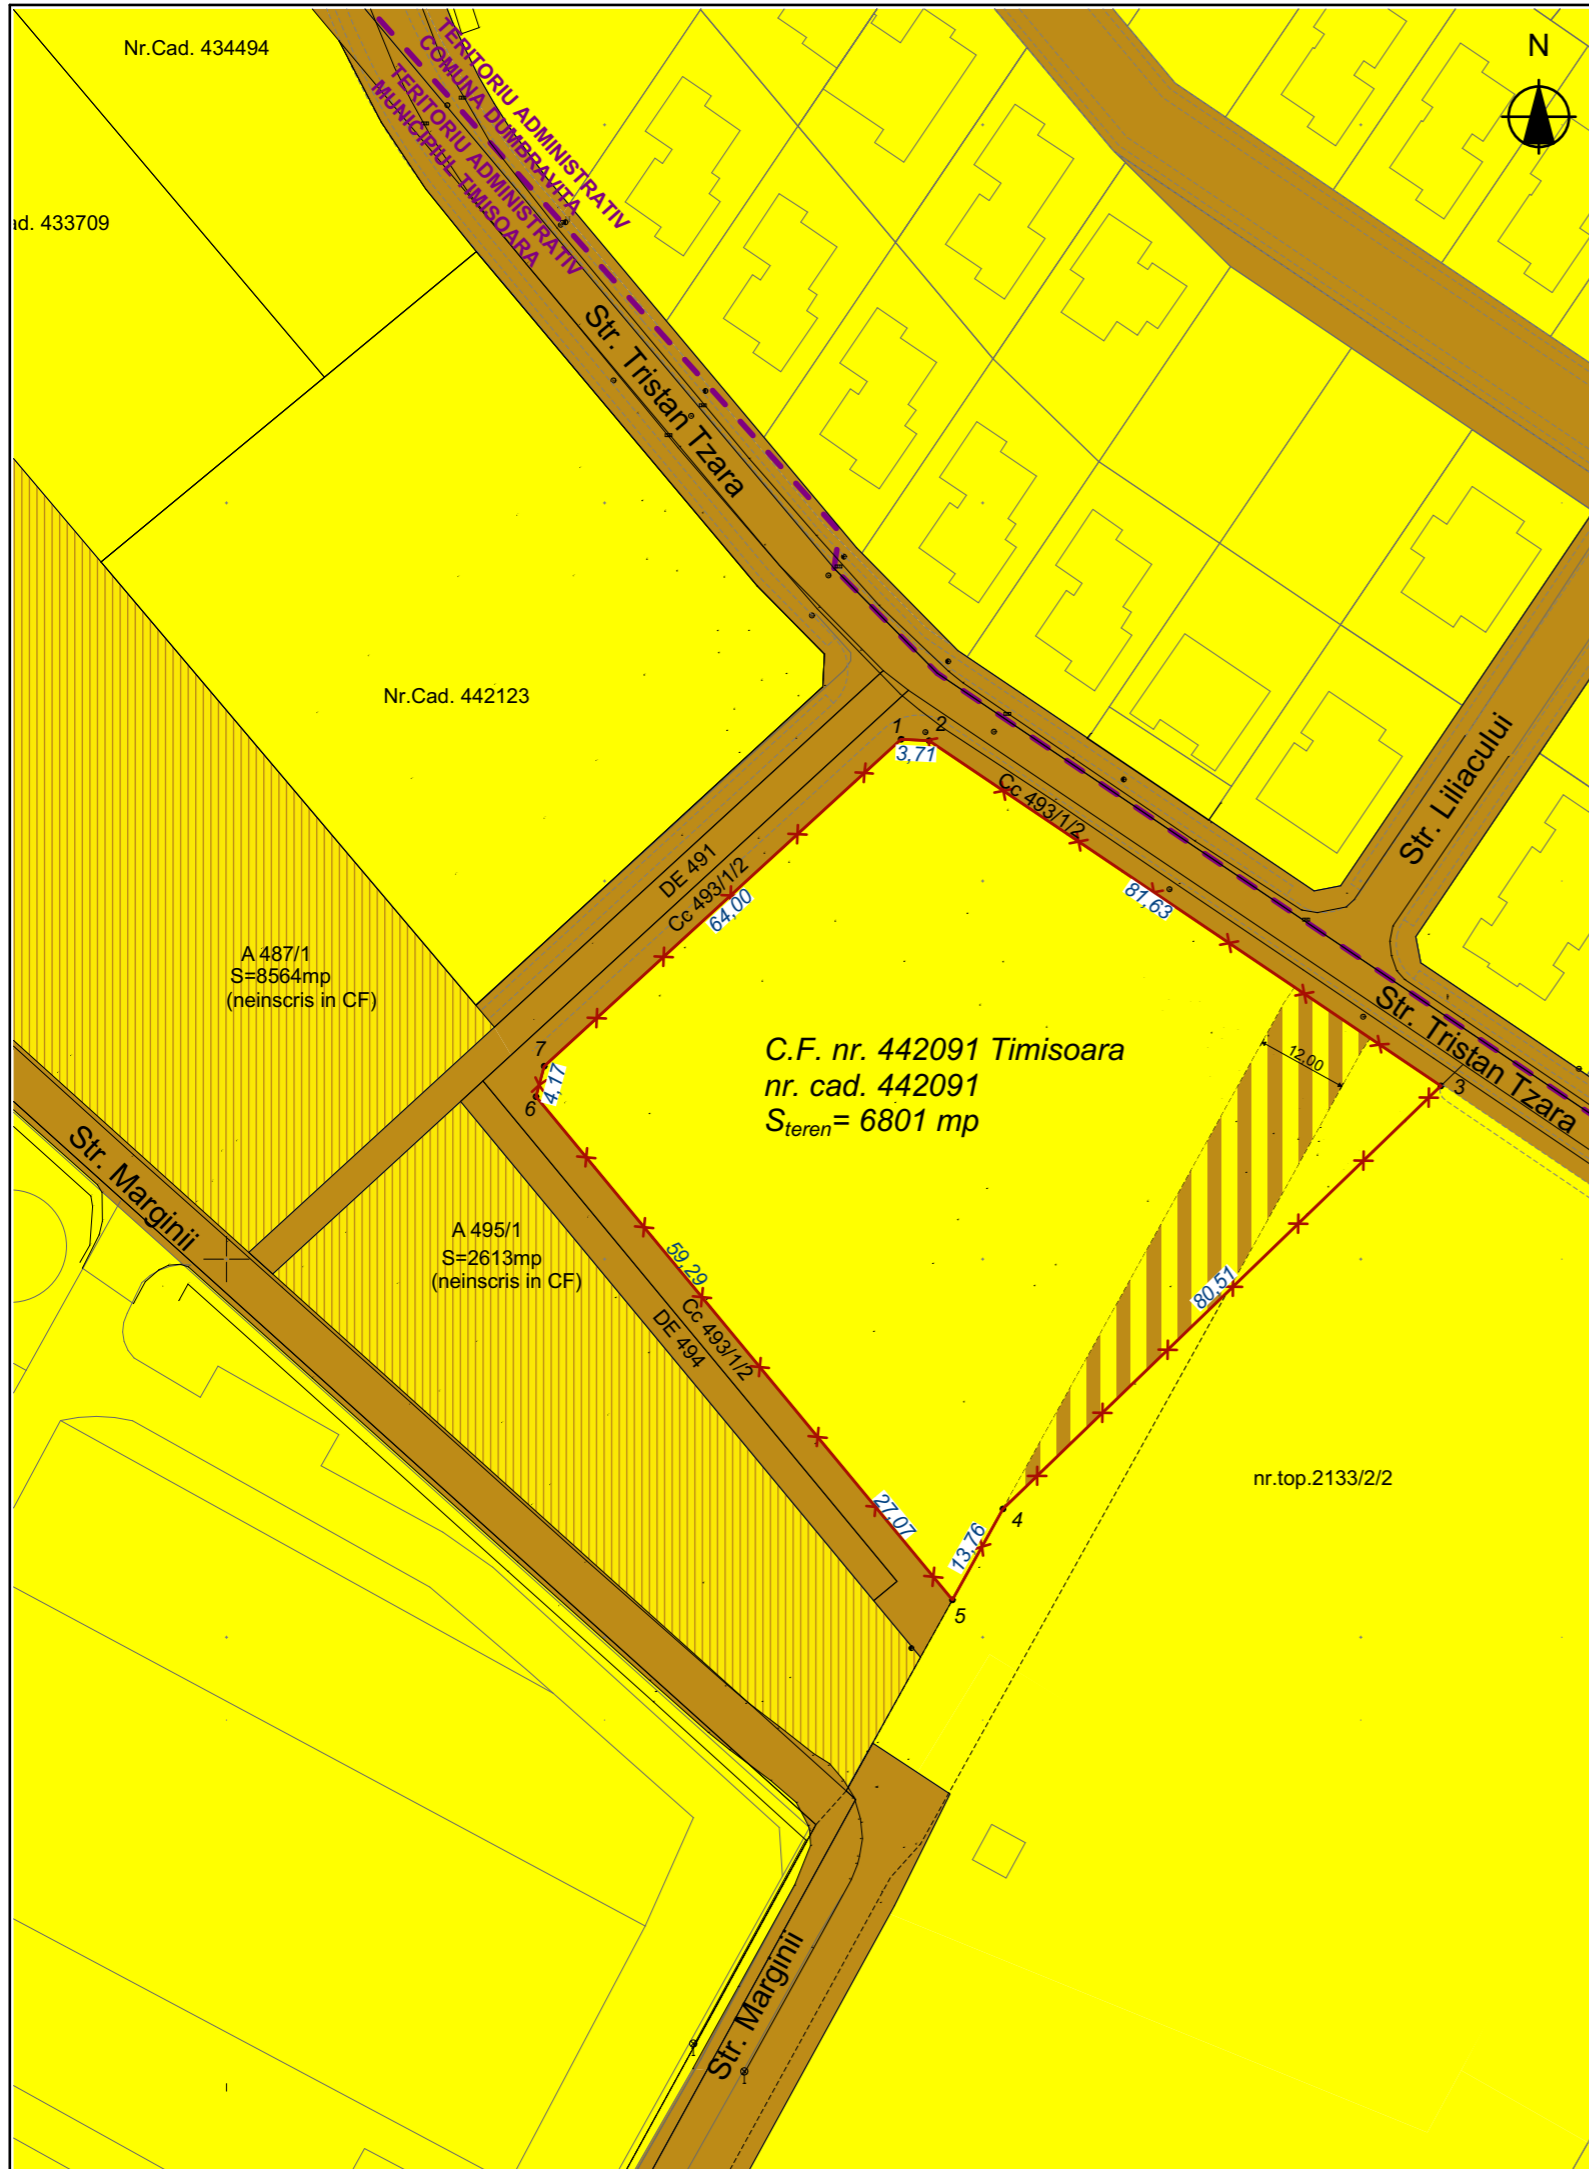 Nr.Cad. 434494
TERITORIU ADMINISTRATIV
COMUNA DUMBRAVITA
TERITORIU ADMINISTRATIV
MUNICIPIUL TIMISOARA
N
ad. 433709
Str. Tristan Tzara
Nr.Cad. 442123
1
2
3,71
Cc 493/1/2
Str. Liliacului
DE 491
Cc 493/1/2
64,00
81,63
A 487/1
S=8564mp
(neinscris in CF)
C.F. nr. 442091 Timisoara
nr. cad. 442091
Steren= 6801 mp
12,00
Str. Tristan Tzara
3
7
4,17
6
Str. Marginii
A 495/1
S=2613mp
(neinscris in CF)
59,29
Cc 493/1/2
DE 494
80,51
nr.top.2133/2/2
27,07
4
13,76
5
Str. Marginii